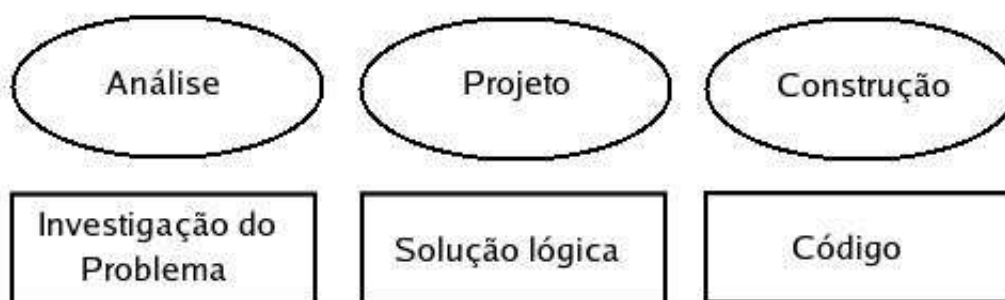 Análise
Projeto
Construção
Investigação do
Problema
Solução lógica
Código